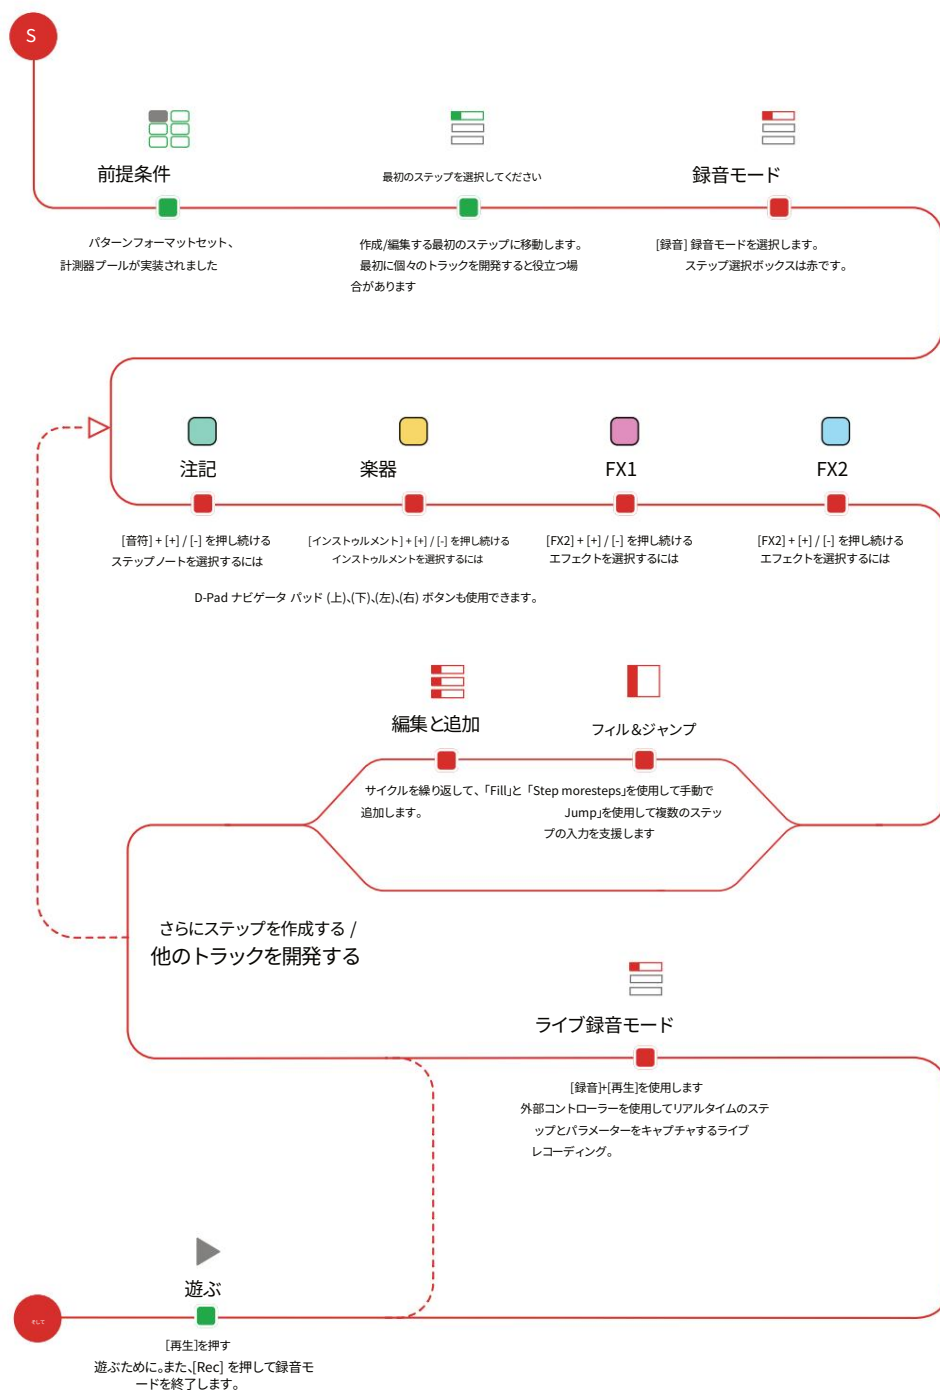 S
前提条件
最初のステップを選択してください
録音モード
パターンフォーマットセット、
計測器プールが実装されました
作成/編集する最初のステップに移動します。
最初に個々のトラックを開発すると役立つ場
合があります
[録音] 録音モードを選択します。
ステップ選択ボックスは赤です。
注記
楽器
FX1
FX2
[音符] + [+] / [-] を押し続ける
ステップノートを選択するには
[インストゥルメント] + [+] / [-] を押し続ける
インストゥルメントを選択するには
[FX2] + [+] / [-] を押し続ける
エフェクトを選択するには
[FX2] + [+] / [-] を押し続ける
エフェクトを選択するには
D-Pad ナビゲータ パッド (上)、(下)、(左)、(右) ボタンも使用できます。
編集と追加
フィル&ジャンプ
サイクルを繰り返して、「Fill」と「Step moresteps」を使用して手動で
追加します。
Jump」を使用して複数のステッ
プの入力を支援します
さらにステップを作成する /
他のトラックを開発する
ライブ録音モード
[録音]+[再生]を使用します
外部コントローラーを使用してリアルタイムのステ
ップとパラメーターをキャプチャするライブ
レコーディング。
遊ぶ
そして
[再生]を押す
遊ぶために。また、[Rec] を押して録音モ
ードを終了します。